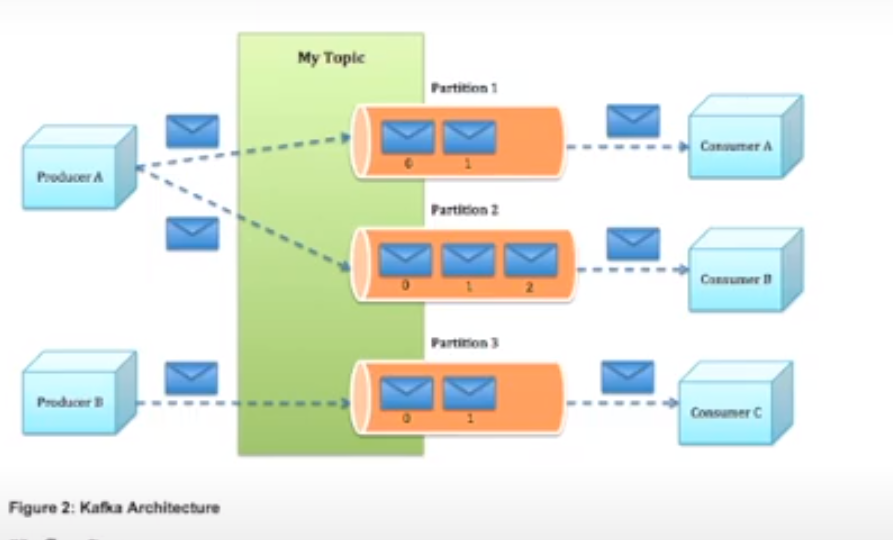 My Topic
Partition 1
Producer A
0 1
Consumer A
Partition 2
0 1 2
Consumer B
Partition 3
Producer B
0 1
Consumer C
Figure 2: Kafka Architecture